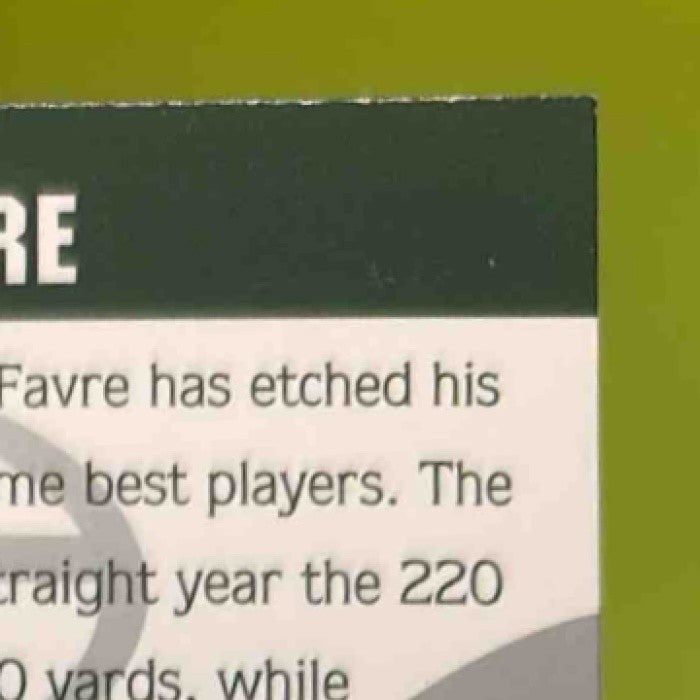 RE
Favre has etched his
me best players. The
traight year the 220
0 yards, while